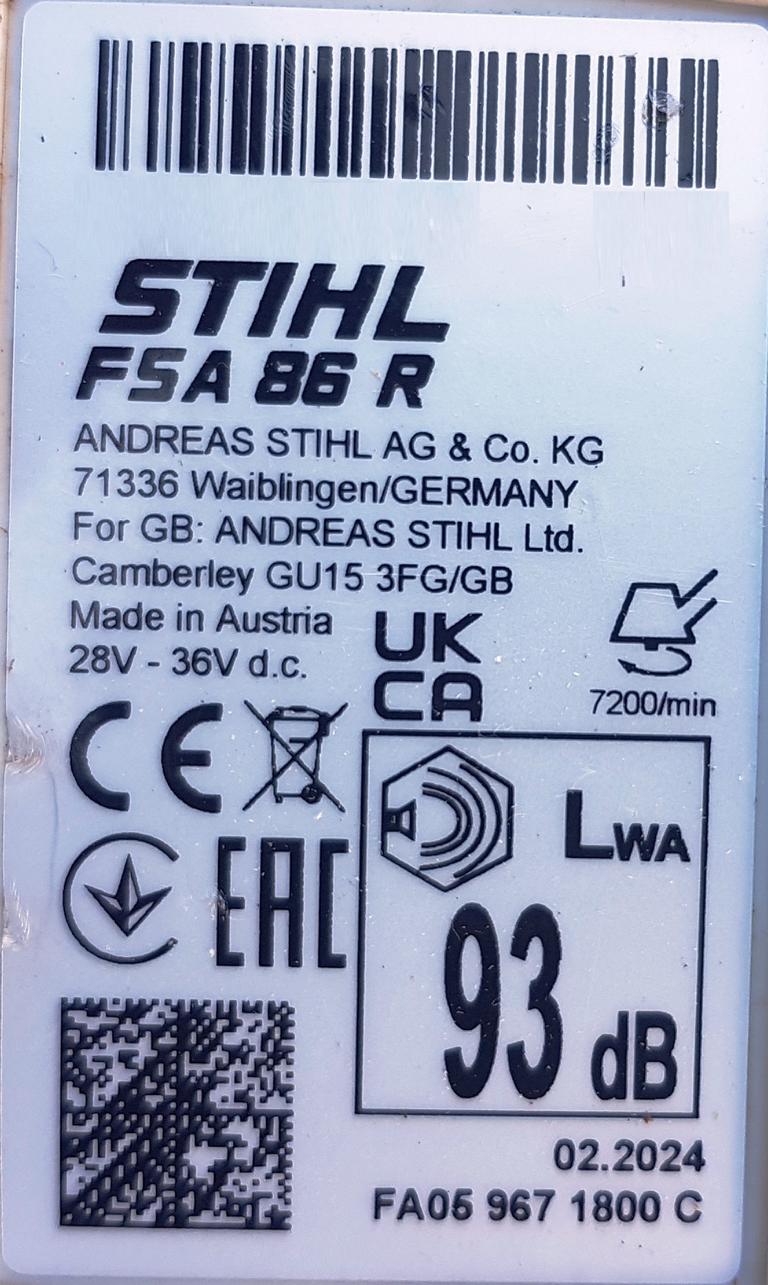 STIHL
FSA 86 R
ANDREAS STIHL AG & Co. KG
71336 Waiblingen/GERMANY
For GB: ANDREAS STIHL Ltd.
Camberley GU15 3FG/GB
Made in Austria
28V - 36V d.c.
UK
CA
7200/min
CE
EAC
LWA
93 dB
02.2024
FA05 967 1800 C